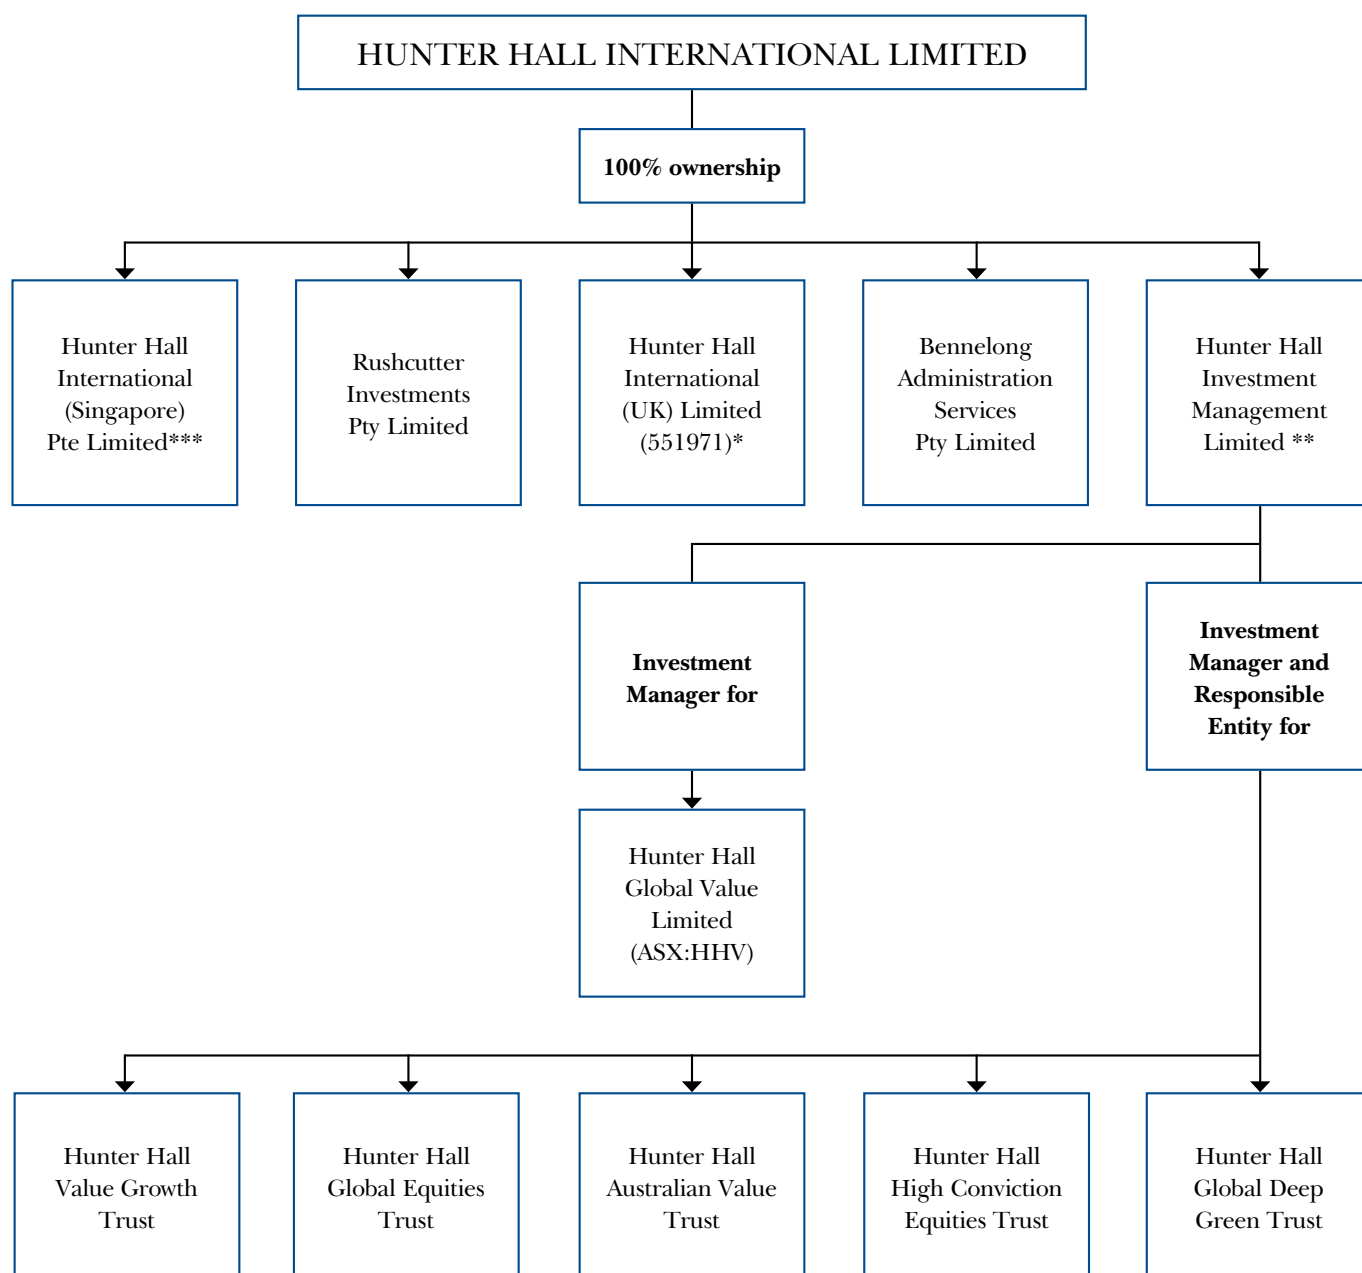 HUNTER HALL INTERNATIONAL LIMITED
100% ownership
Hunter Hall
International
(Singapore)
Pte Limited***
Rushcutter
Investments
Pty Limited
Hunter Hall
International
(UK) Limited
(551971)*
Bennelong
Administration
Services
Pty Limited
Hunter Hall
Investment
Management
Limited **
Investment
Manager for
Investment
Manager and
Responsible
Entity for
Hunter Hall
Global Value
Limited
(ASX:HHV)
Hunter Hall
Value Growth
Trust
Hunter Hall
Global Equities
Trust
Hunter Hall
Australian Value
Trust
Hunter Hall
High Conviction
Equities Trust
Hunter Hall
Global Deep
Green Trust